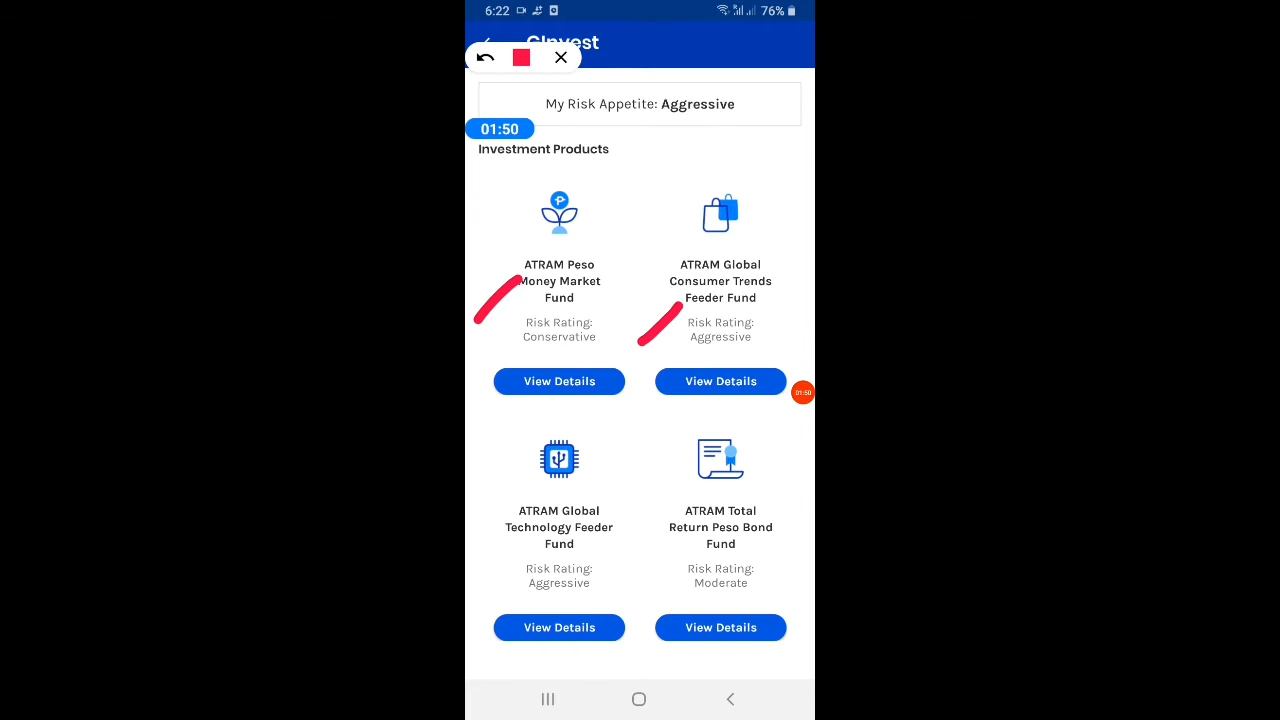 6:22
76%
GInvest
My Risk Appetite: Aggressive
01:50
Investment Products
ATRAM Peso
Money Market
Fund
Risk Rating:
Conservative
View Details
ATRAM Global
Consumer Trends
Feeder Fund
Risk Rating:
Aggressive
View Details
01:50
ATRAM Global
Technology Feeder
Fund
Risk Rating:
Aggressive
View Details
ATRAM Total
Return Peso Bond
Fund
Risk Rating:
Moderate
View Details